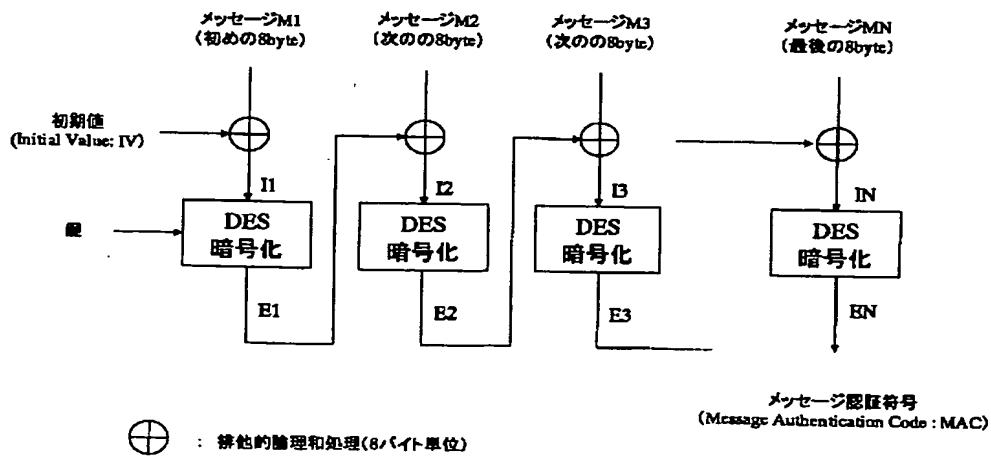 メッセージM1
(初めの8byte)
メッセージM2
(次のの8byte)
メッセージM3
(次のの8byte)
メッセージMN
(最後の8byte)
初期値
(Initial Value; IV)
I1
I2
I3
IN
鍵
DES
暗号化
DES
暗号化
DES
暗号化
DES
暗号化
E1
E2
E3
EN
メッセージ認証符号
(Message Authentication Code : MAC)
: 排他的論理和処理(8バイト単位)